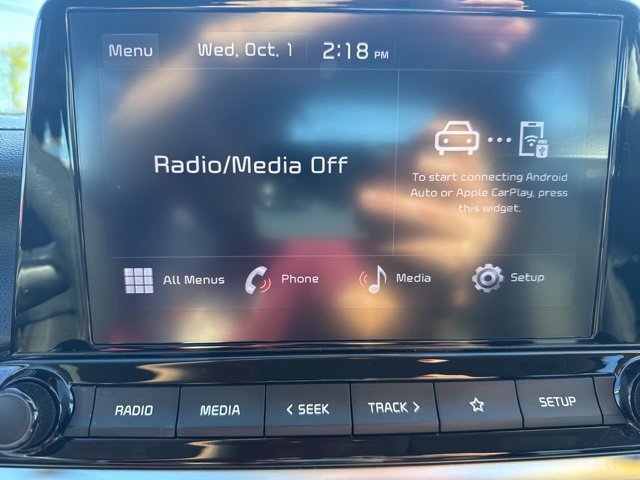 Menu Wed, Oct. 1 2:18 PM
Radio/Media Off
To start connecting Android
Auto or Apple CarPlay, press
this widget.
All Menus Phone Media Setup
RADIO MEDIA < SEEK TRACK > SETUP